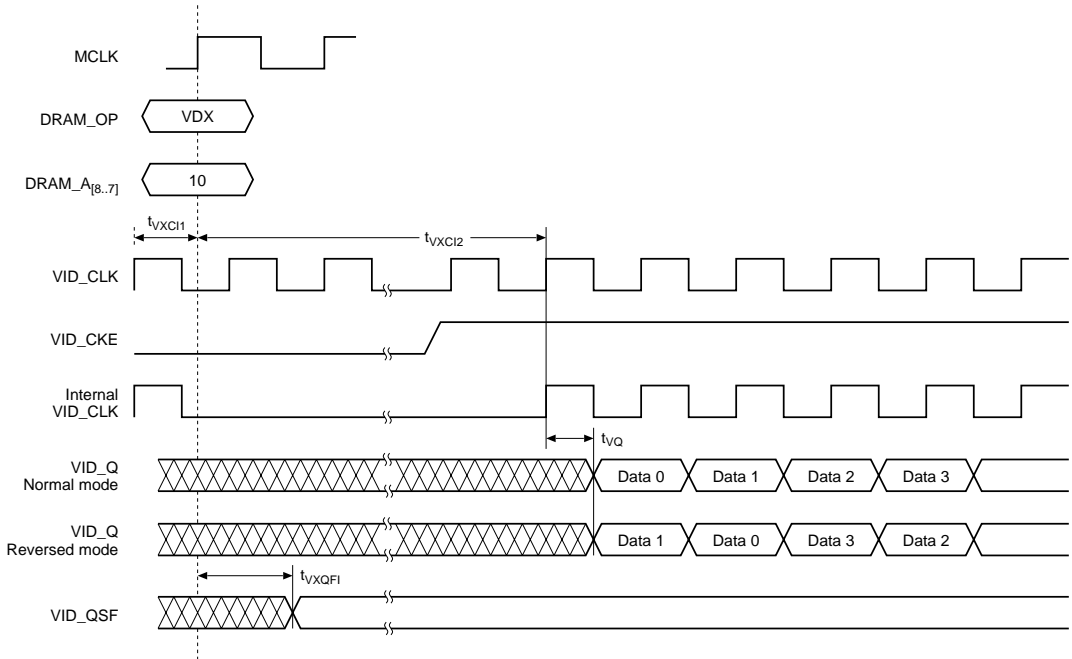 MCLK
DRAM_OP
VDX
DRAM_A[8..7]
10
tVXCI1
tVXCI2
VID_CLK
VID_CKE
Internal
VID_CLK
tVQ
VID_Q
Normal mode
Data 0
Data 1
Data 2
Data 3
VID_Q
Reversed mode
Data 1
Data 0
Data 3
Data 2
tVXQFI
VID_QSF